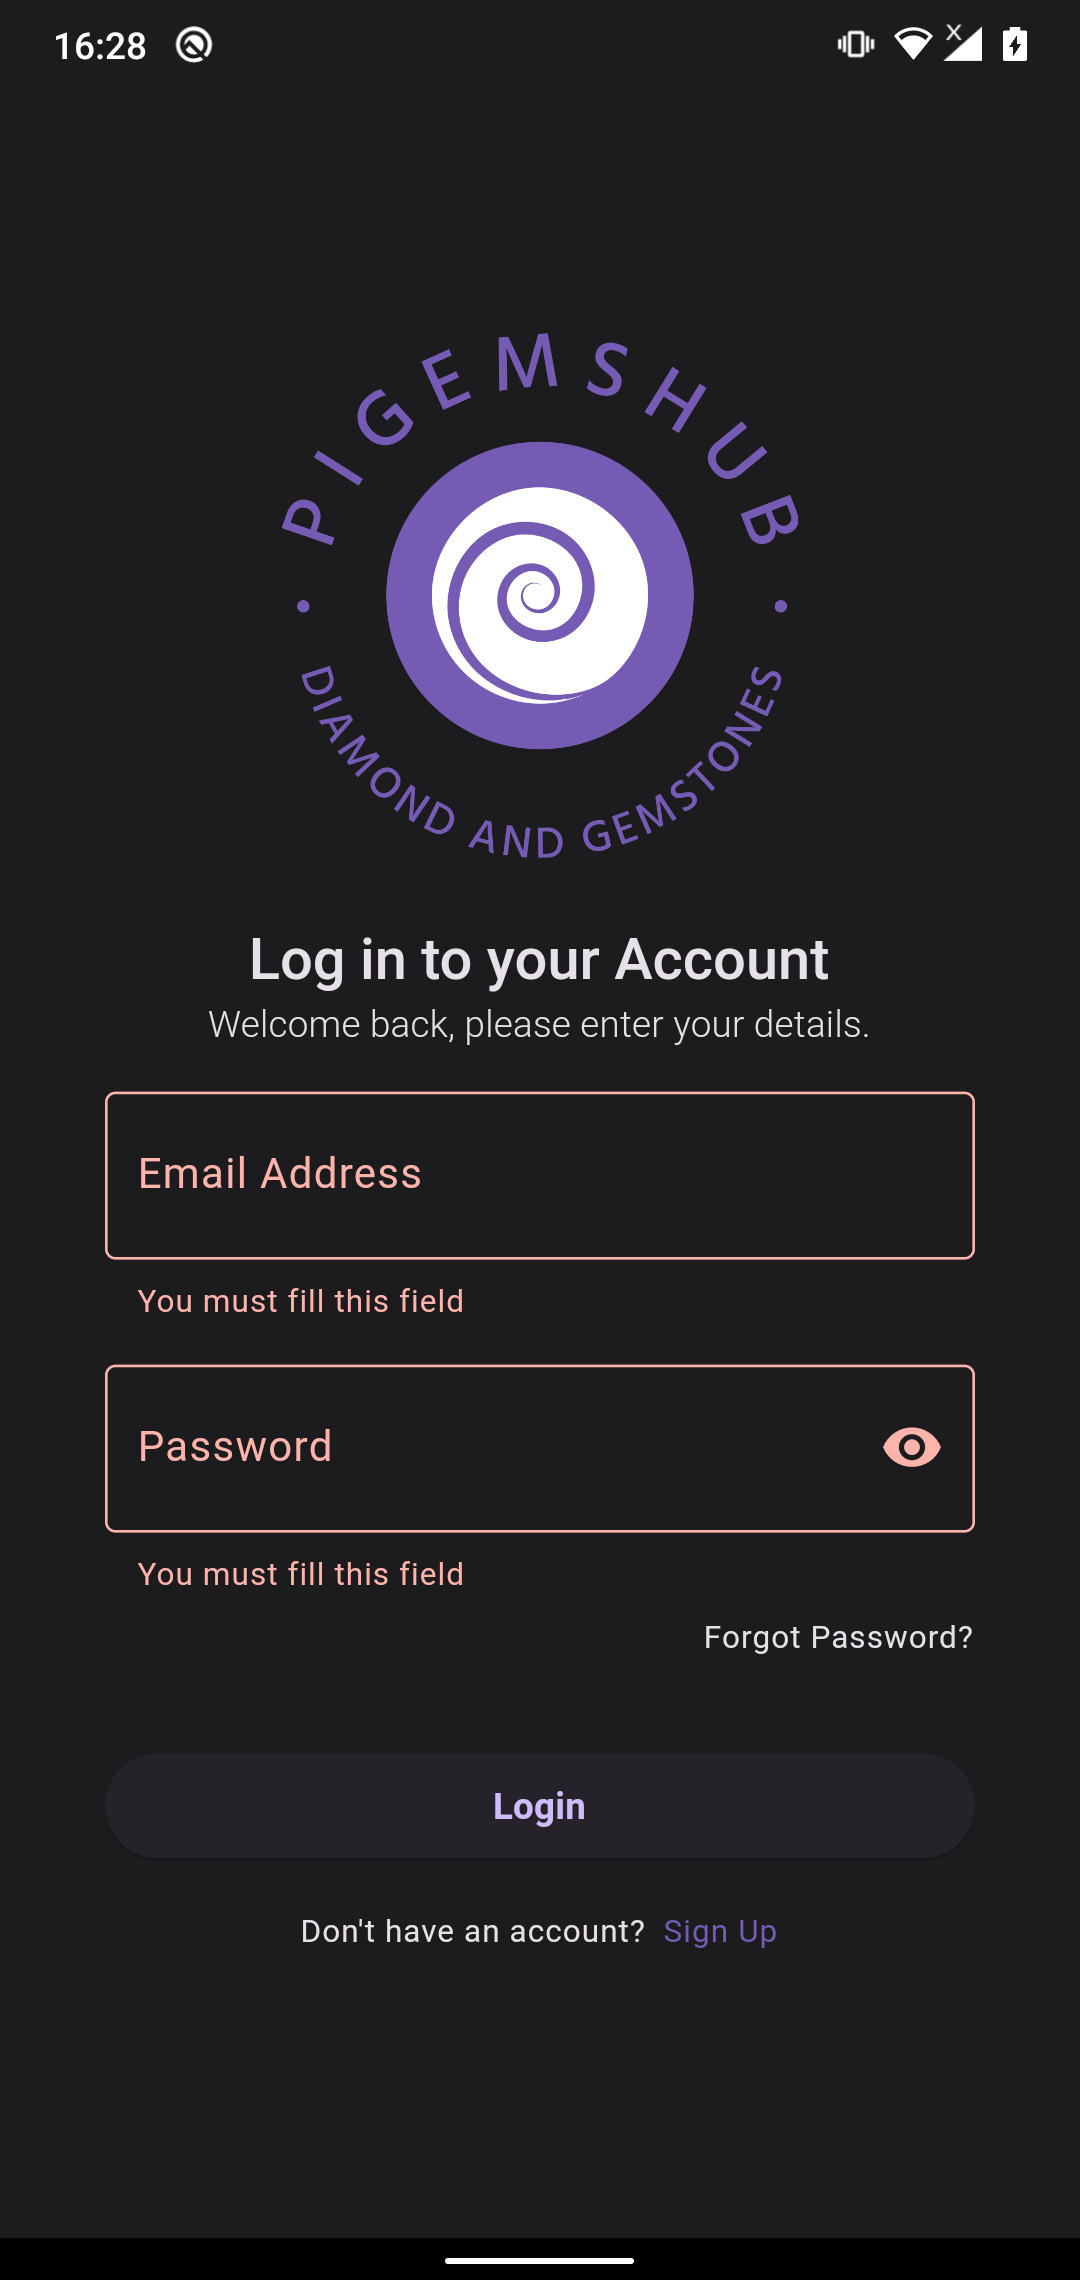 16:28
PIGEMSHUB
DIAMOND AND GEMSTONES
Log in to your Account
Welcome back, please enter your details.
Email Address
You must fill this field
Password
You must fill this field
Forgot Password?
Login
Don't have an account? Sign Up